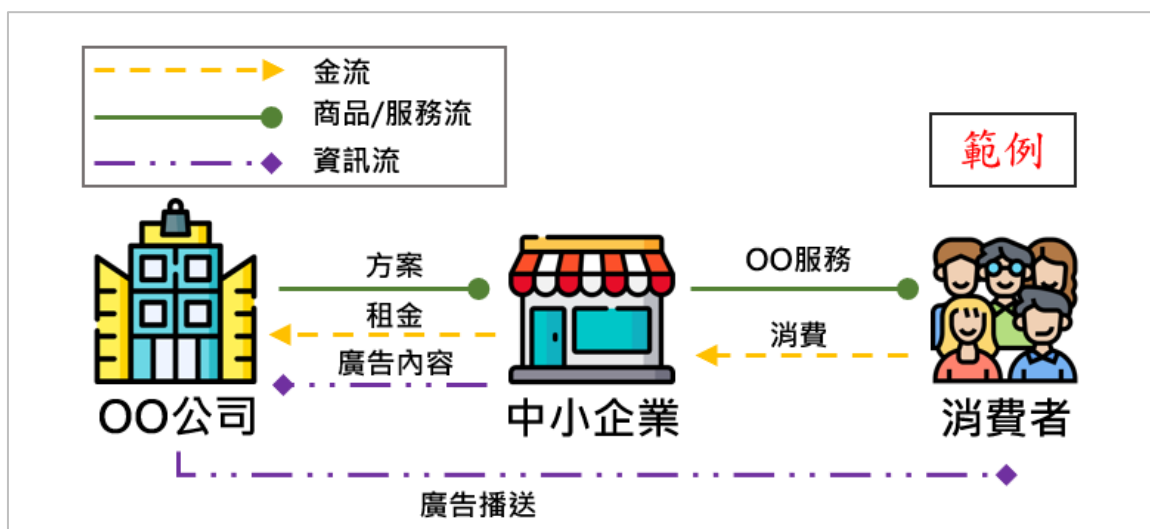 金流
商品/服務流
資訊流
範例
方案
租金
廣告內容
OO服務
消費
OO公司
中小企業
消費者
廣告播送